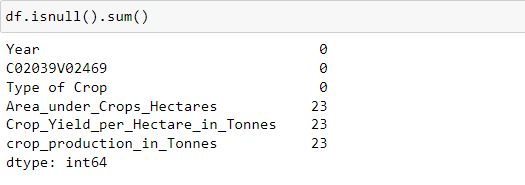 df.isnull().sum()
Year 0
C02039V02469 0
Type of Crop 0
Area_under_Crops_Hectares 23
Crop_Yield_per_Hectare_in_Tonnes 23
crop_production_in_Tonnes 23
dtype: int64